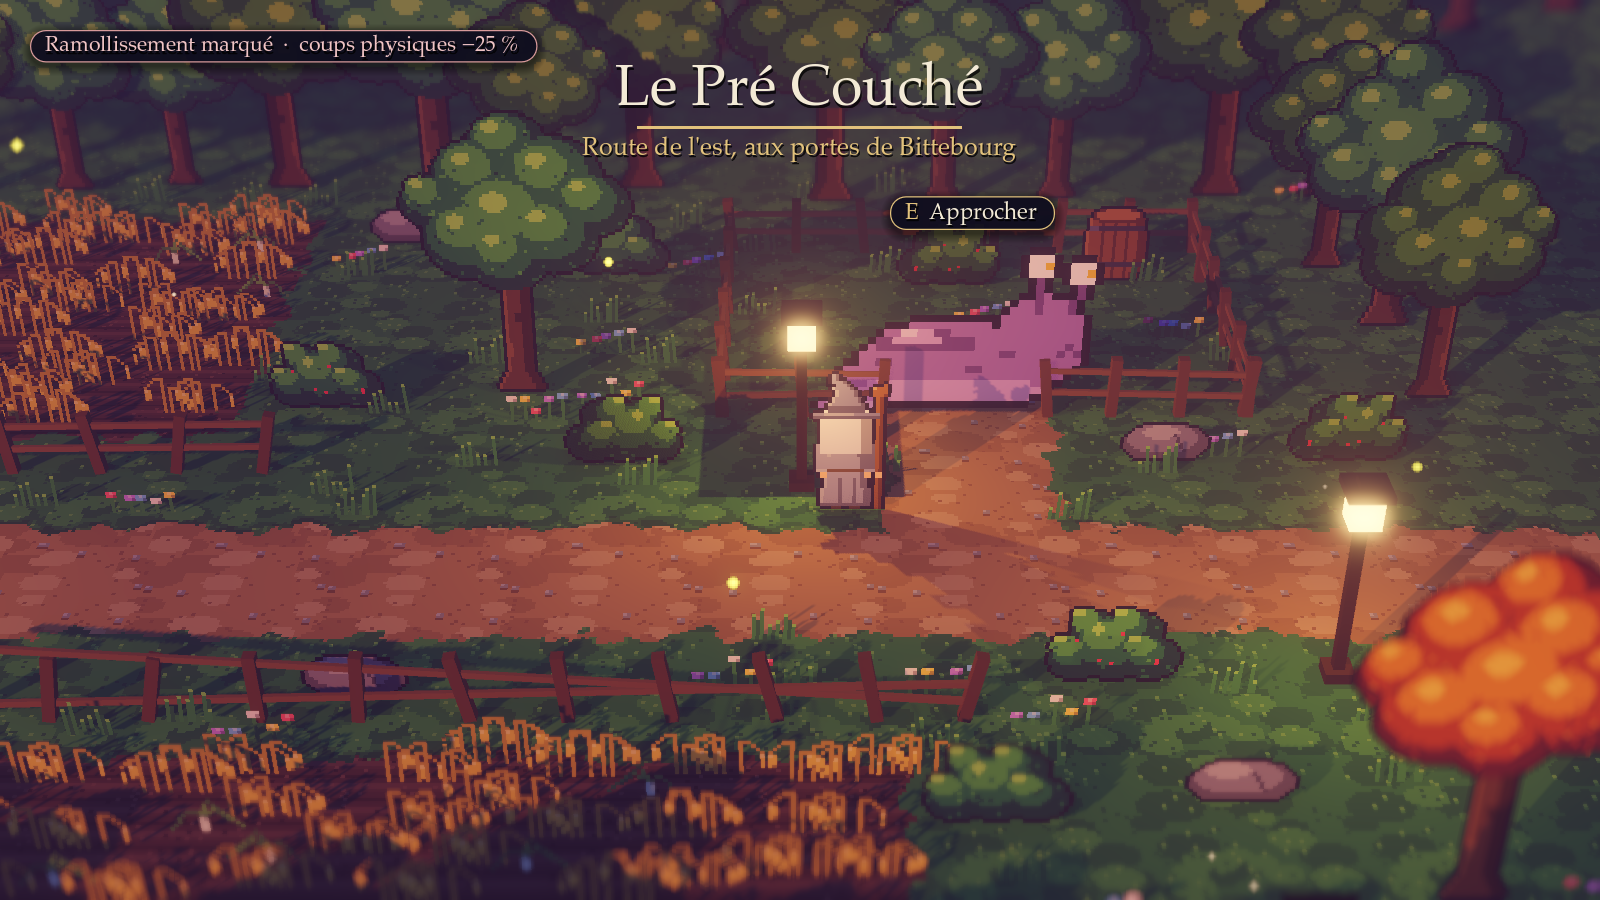 Ramollissement marqué · coups physiques −25 %
Le Pré Couché
Route de l'est, aux portes de Bittebourg
E Approcher